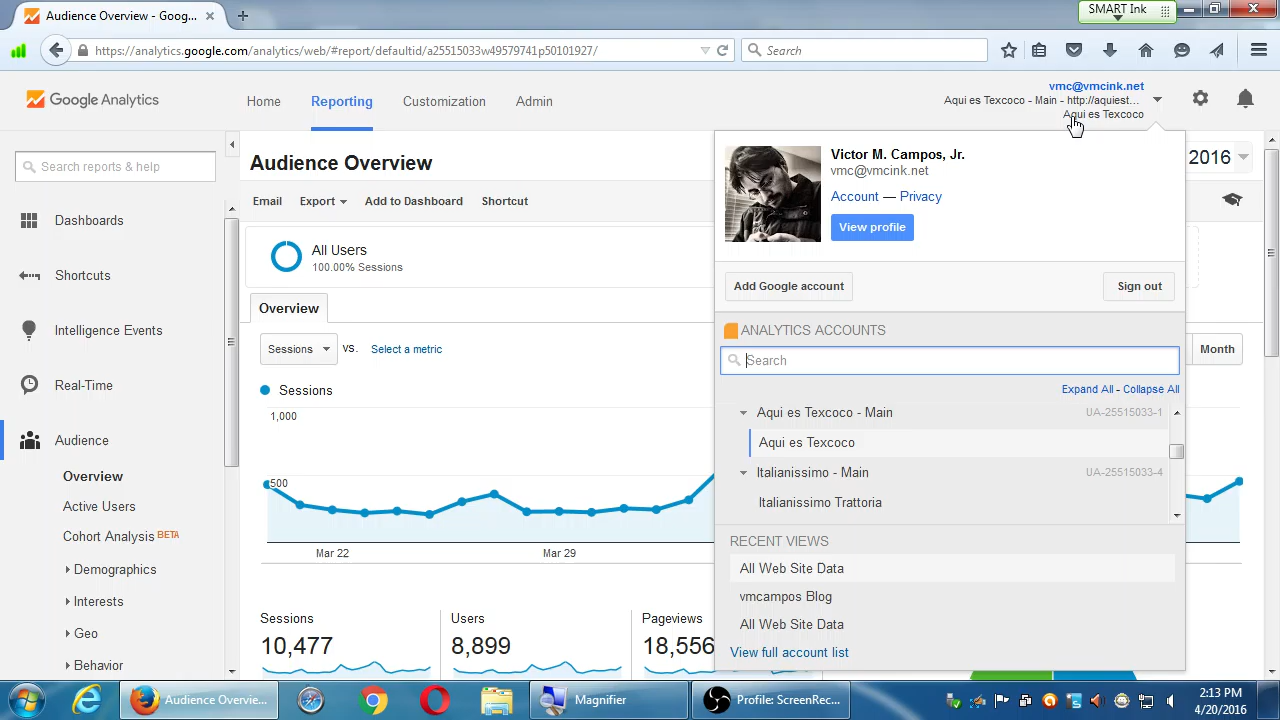 Audience Overview - Goog...
SMART Ink
https://analytics.google.com/analytics/web/#report/defaultid/a25515033w49579741p50101927/
Search
Google Analytics
Home
Reporting
Customization
Admin
vmc@vmcink.net
Aqui es Texcoco - Main - http://aquiest...
Aqui es Texcoco
Search reports & help
Dashboards
Shortcuts
Intelligence Events
Real-Time
Audience
Overview
Active Users
Cohort Analysis BETA
Demographics
Interests
Geo
Behavior
Audience Overview
2016
Email
Export
Add to Dashboard
Shortcut
All Users
100.00% Sessions
Overview
Sessions
VS.
Select a metric
Month
Sessions
1,000
500
Mar 22
Mar 29
Sessions
10,477
Users
8,899
Pageviews
18,556
Victor M. Campos, Jr.
vmc@vmcink.net
Account — Privacy
View profile
Add Google account
Sign out
ANALYTICS ACCOUNTS
Search
Expand All - Collapse All
Aqui es Texcoco - Main
UA-25515033-1
Aqui es Texcoco
Italianissimo - Main
UA-25515033-4
Italianissimo Trattoria
RECENT VIEWS
All Web Site Data
vmcampos Blog
All Web Site Data
View full account list
Audience Overvie...
Magnifier
Profile: ScreenRec...
2:13 PM
4/20/2016